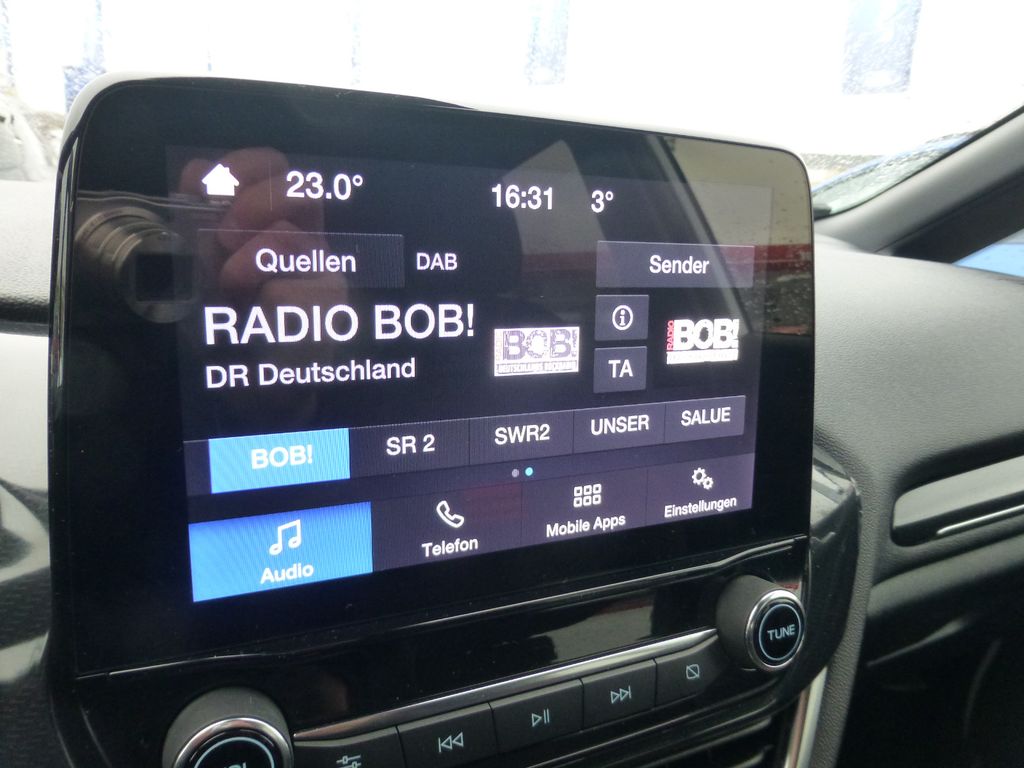 23.0° 16:31 3°
Quellen DAB Sender
RADIO BOB!
DR Deutschland
BOB!
RADIO BOB!
TA
BOB! SR 2 SWR2 UNSER SALUE
Audio Telefon Mobile Apps Einstellungen
TUNE